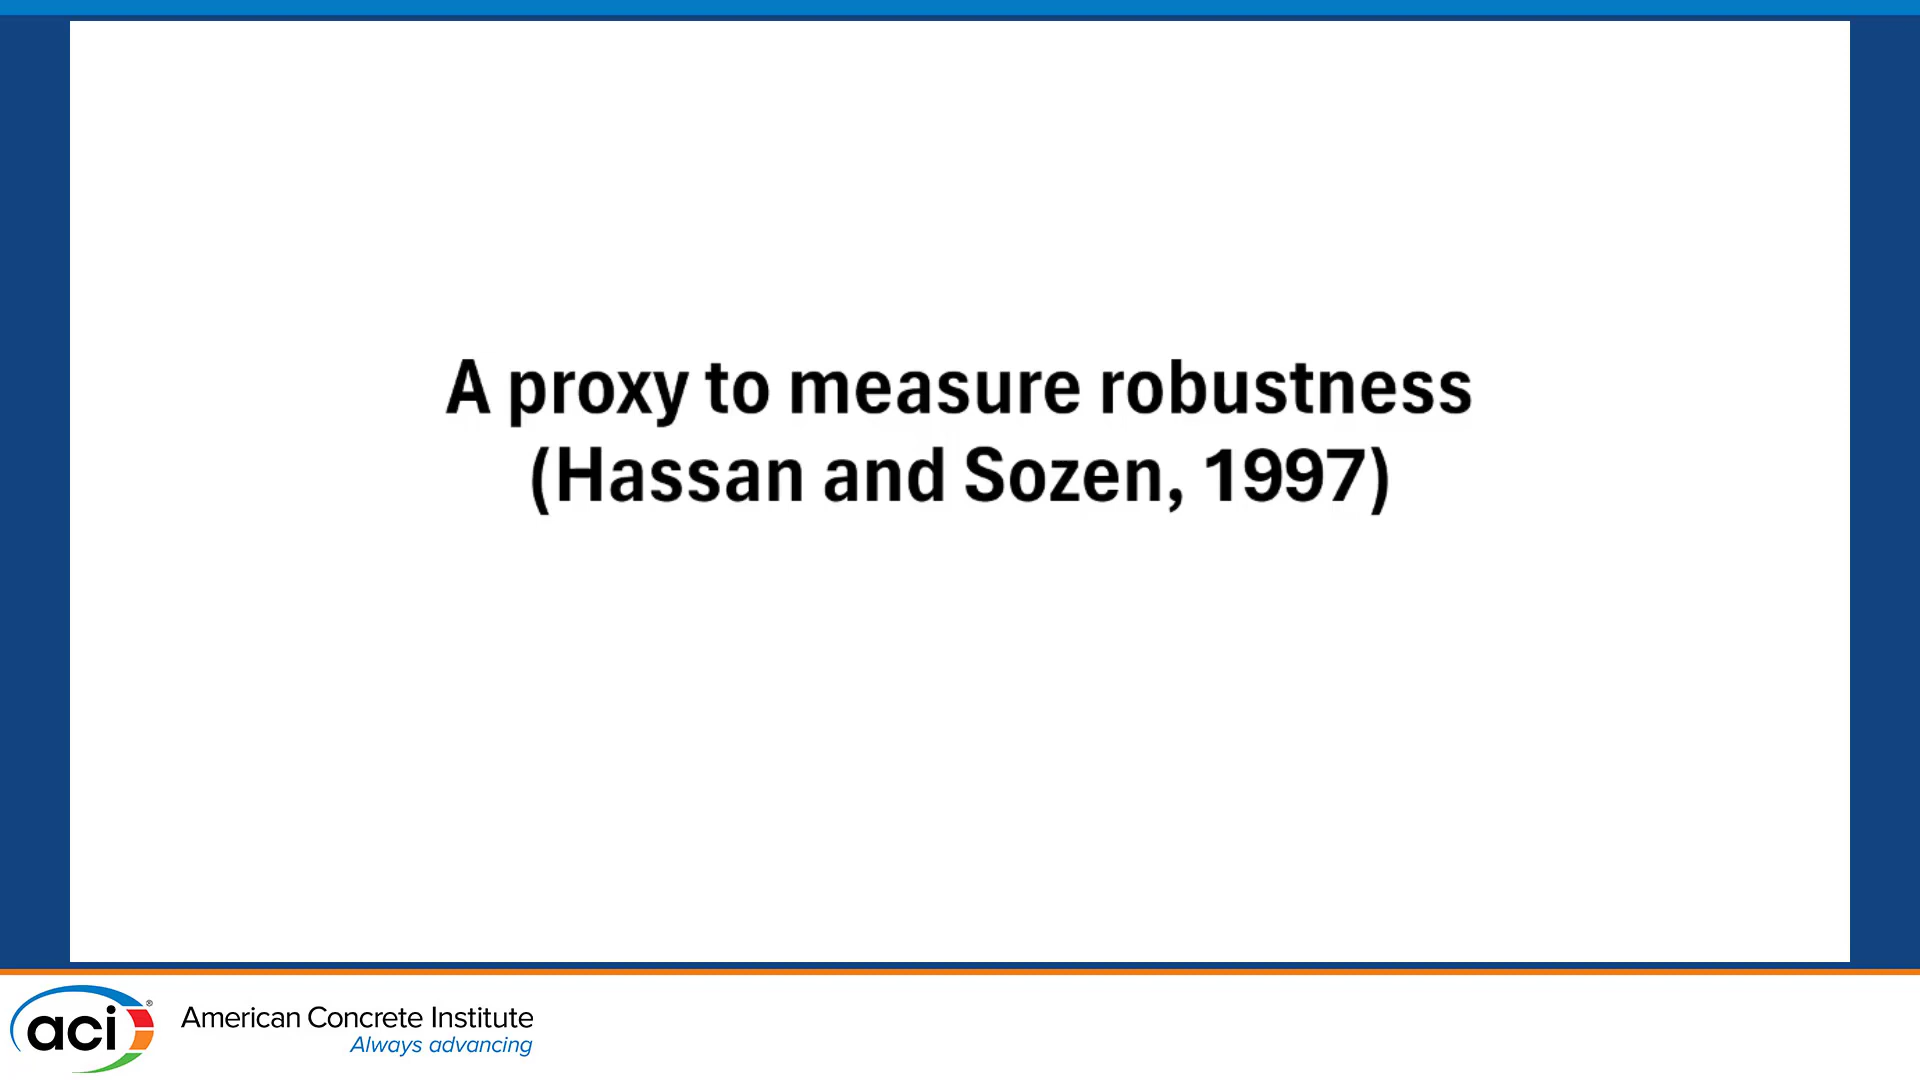 A proxy to measure robustness
(Hassan and Sozen, 1997)
aci®
American Concrete Institute
Always advancing